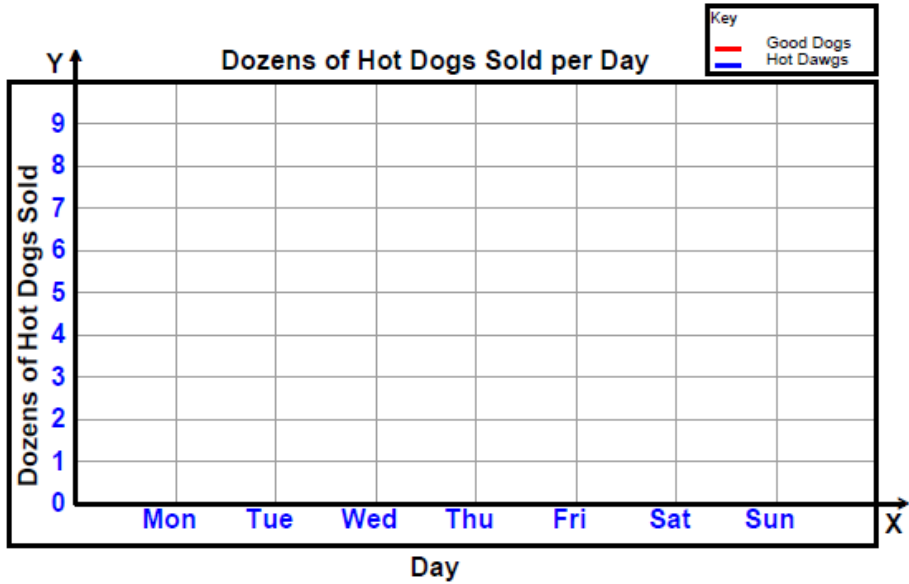 Key
Good Dogs
Hot Dawgs
Y
Dozens of Hot Dogs Sold per Day
Dozens of Hot Dogs Sold
9
8
7
6
5
4
3
2
1
0
Mon Tue Wed Thu Fri Sat Sun
X
Day